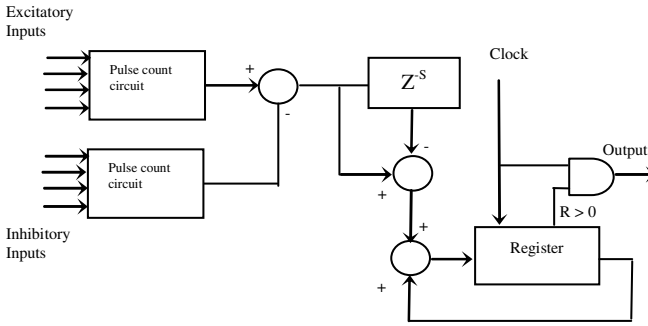 Excitatory
Inputs
Pulse count
circuit
+
-
Z-S
Clock
Output
-
+
Pulse count
circuit
Inhibitory
Inputs
+
R > 0
Register
+